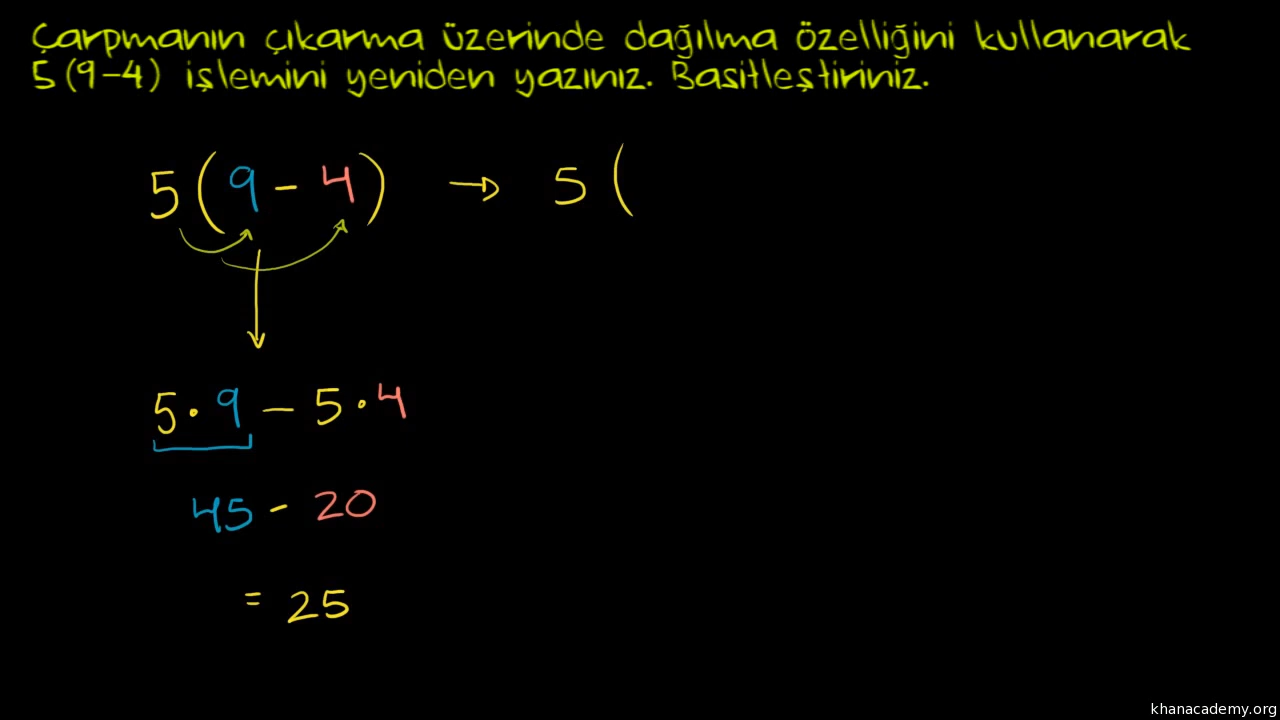 Çarpmanın çıkarma üzerinde dağılma özelliğini kullanarak
5(9-4) işlemini yeniden yazınız. Basitleştiriniz.
5(9 - 4) → 5(
5·9 - 5·4
45 - 20
= 25
khanacademy.org